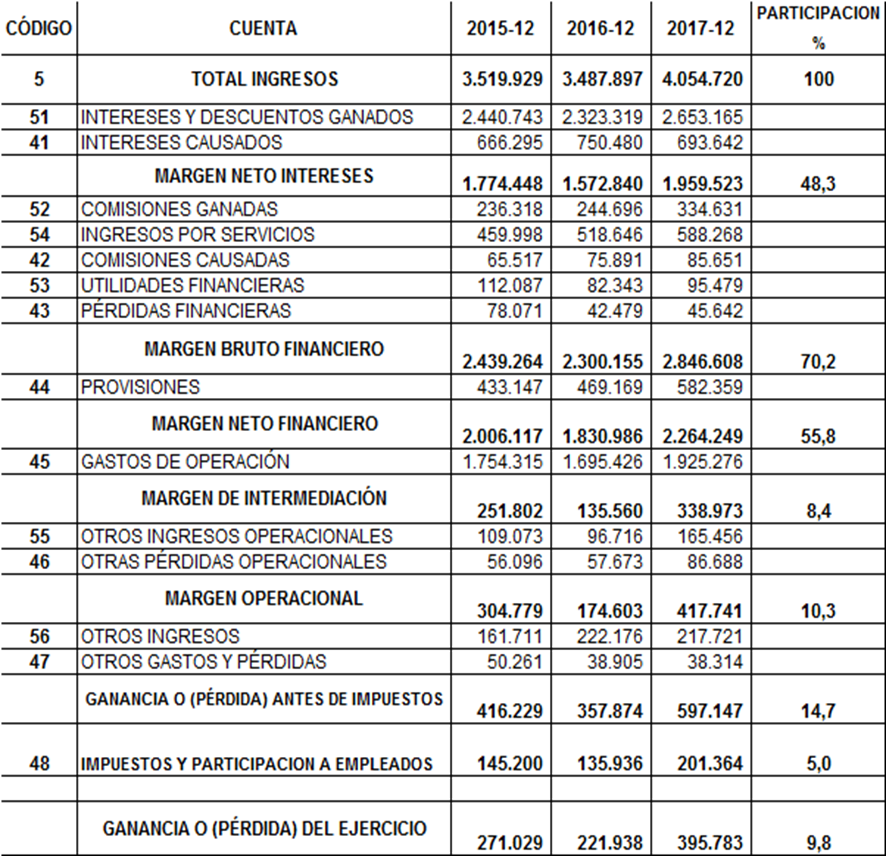 CÓDIGO CUENTA 2015-12 2016-12 2017-12 PARTICIPACION %
5 TOTAL INGRESOS 3.519.929 3.487.897 4.054.720 100
51 INTERESES Y DESCUENTOS GANADOS 2.440.743 2.323.319 2.653.165
41 INTERESES CAUSADOS 666.295 750.480 693.642
MARGEN NETO INTERESES 1.774.448 1.572.840 1.959.523 48,3
52 COMISIONES GANADAS 236.318 244.696 334.631
54 INGRESOS POR SERVICIOS 459.998 518.646 588.268
42 COMISIONES CAUSADAS 65.517 75.891 85.651
53 UTILIDADES FINANCIERAS 112.087 82.343 95.479
43 PÉRDIDAS FINANCIERAS 78.071 42.479 45.642
MARGEN BRUTO FINANCIERO 2.439.264 2.300.155 2.846.608 70,2
44 PROVISIONES 433.147 469.169 582.359
MARGEN NETO FINANCIERO 2.006.117 1.830.986 2.264.249 55,8
45 GASTOS DE OPERACIÓN 1.754.315 1.695.426 1.925.276
MARGEN DE INTERMEDIACIÓN 251.802 135.560 338.973 8,4
55 OTROS INGRESOS OPERACIONALES 109.073 96.716 165.456
46 OTRAS PÉRDIDAS OPERACIONALES 56.096 57.673 86.688
MARGEN OPERACIONAL 304.779 174.603 417.741 10,3
56 OTROS INGRESOS 161.711 222.176 217.721
47 OTROS GASTOS Y PÉRDIDAS 50.261 38.905 38.314
GANANCIA O (PÉRDIDA) ANTES DE IMPUESTOS 416.229 357.874 597.147 14,7
48 IMPUESTOS Y PARTICIPACION A EMPLEADOS 145.200 135.936 201.364 5,0
GANANCIA O (PÉRDIDA) DEL EJERCICIO 271.029 221.938 395.783 9,8